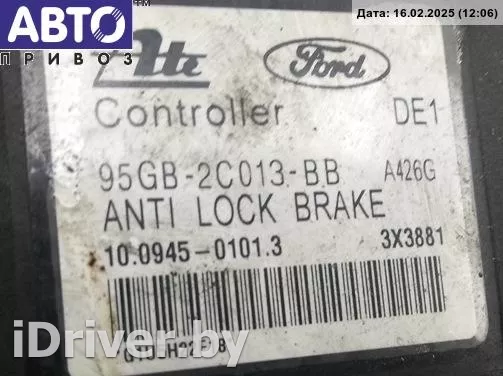 АВТО
ПРИВОЗ
.BY
Дата: 16.02.2025 (12:06)
Ate
Ford
Controller DE1
95GB-2C013-BB A426G
ANTI LOCK BRAKE
10.0945-0101.3 3X3881
iDriver.by